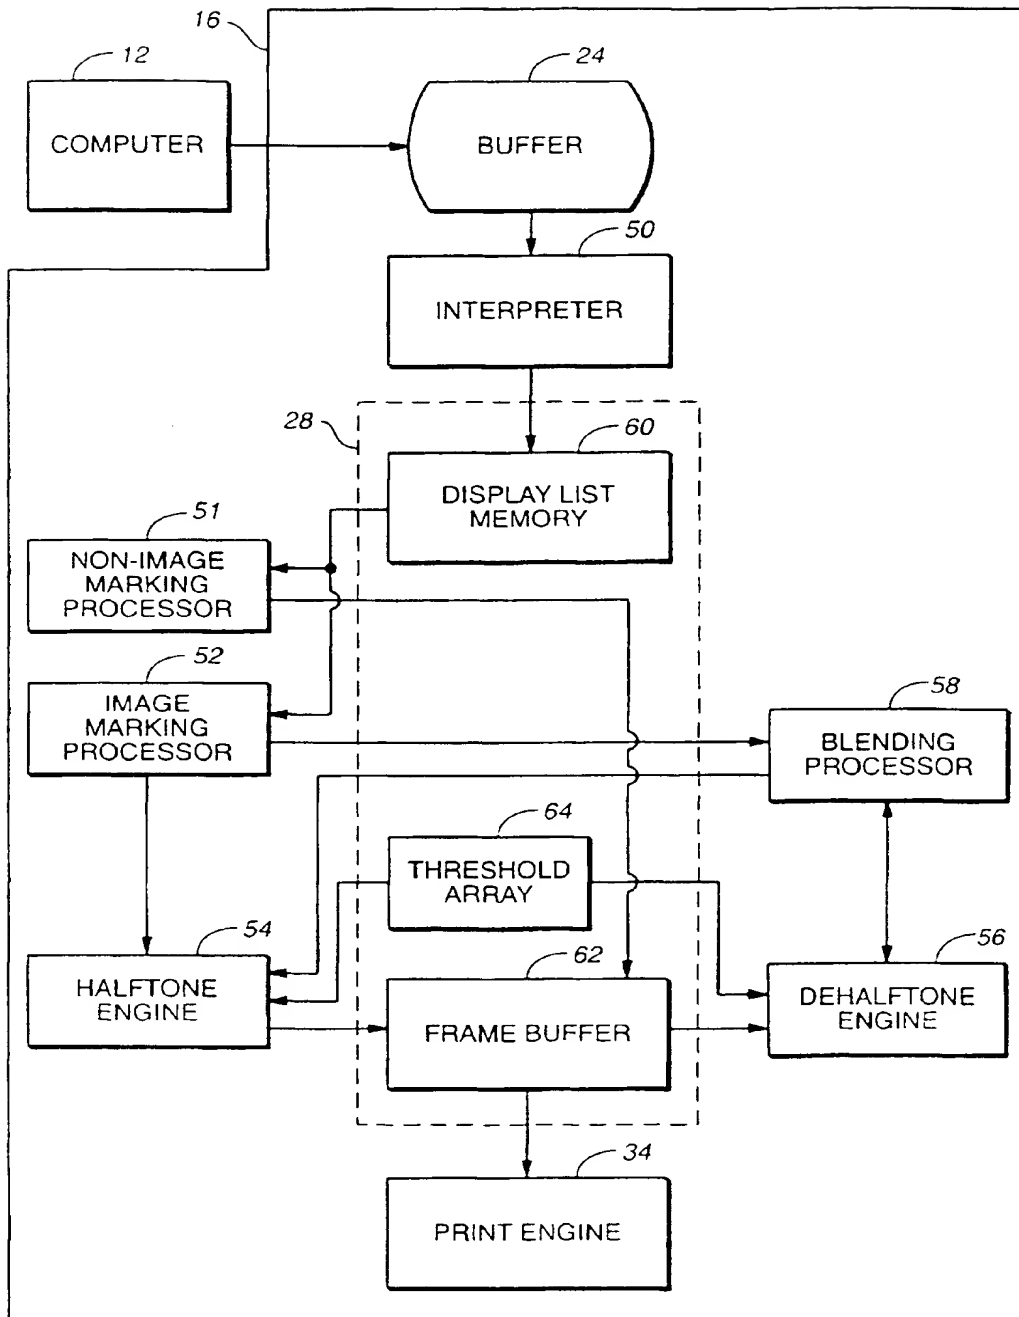 16
12
24
COMPUTER
BUFFER
50
INTERPRETER
28
60
DISPLAY LIST
MEMORY
51
NON-IMAGE
MARKING
PROCESSOR
52
IMAGE
MARKING
PROCESSOR
58
BLENDING
PROCESSOR
64
THRESHOLD
ARRAY
54
HALFTONE
ENGINE
62
FRAME BUFFER
56
DEHALFTONE
ENGINE
34
PRINT ENGINE